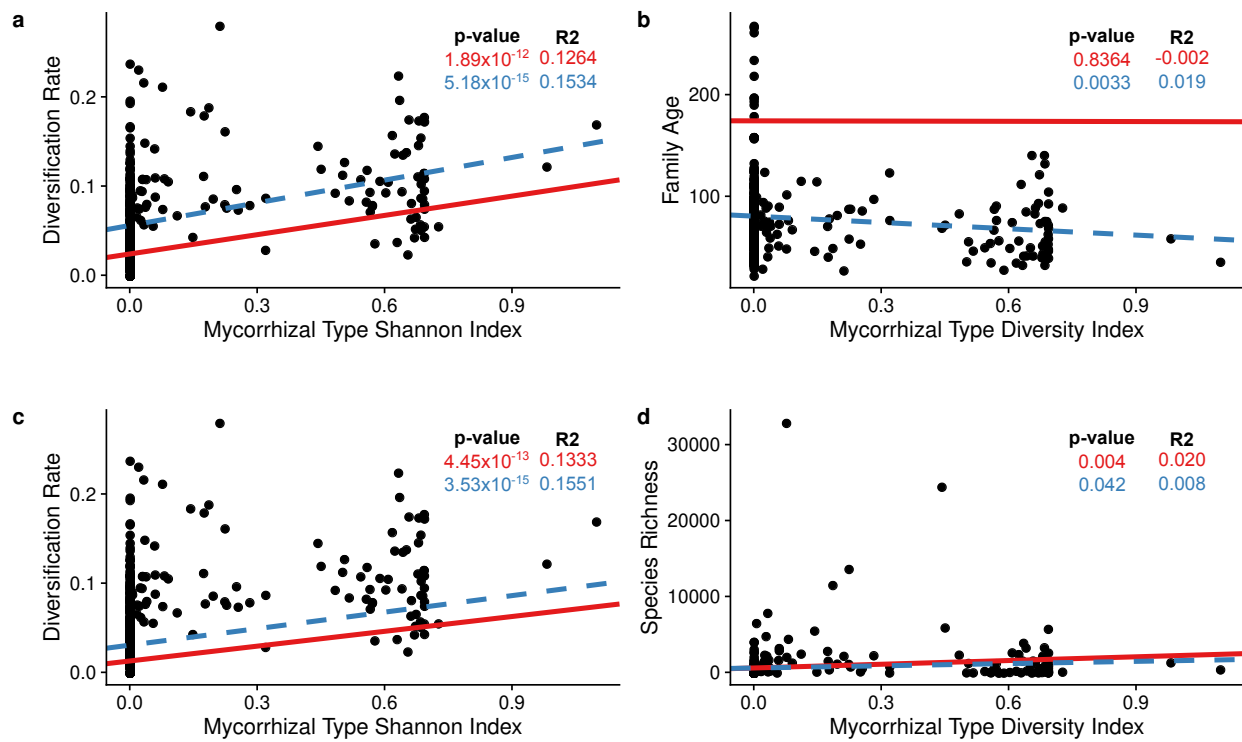 a
p-value R2
1.89x10⁻¹² 0.1264
5.18x10⁻¹⁵ 0.1534
Diversification Rate
0.2
0.1
0.0
0.0 0.3 0.6 0.9
Mycorrhizal Type Shannon Index
b
p-value R2
0.8364 -0.002
0.0033 0.019
Family Age
200
100
0.0 0.3 0.6 0.9
Mycorrhizal Type Diversity Index
c
p-value R2
4.45x10⁻¹³ 0.1333
3.53x10⁻¹⁵ 0.1551
Diversification Rate
0.2
0.1
0.0
0.0 0.3 0.6 0.9
Mycorrhizal Type Shannon Index
d
p-value R2
0.004 0.020
0.042 0.008
Species Richness
30000
20000
10000
0
0.0 0.3 0.6 0.9
Mycorrhizal Type Diversity Index